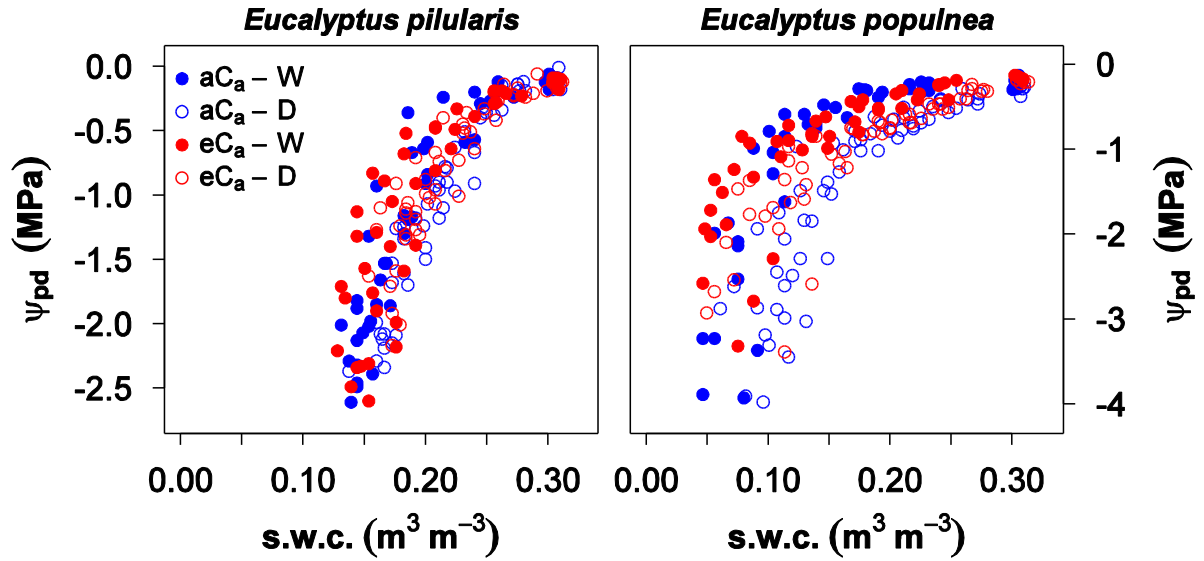 Eucalyptus pilularis
Eucalyptus populnea
0.0
-0.5
-1.0
-1.5
-2.0
-2.5
Ψpd (MPa)
aCa – W
aCa – D
eCa – W
eCa – D
0
-1
-2
-3
-4
Ψpd (MPa)
0.00 0.10 0.20 0.30
0.00 0.10 0.20 0.30
s.w.c. (m³ m⁻³)
s.w.c. (m³ m⁻³)